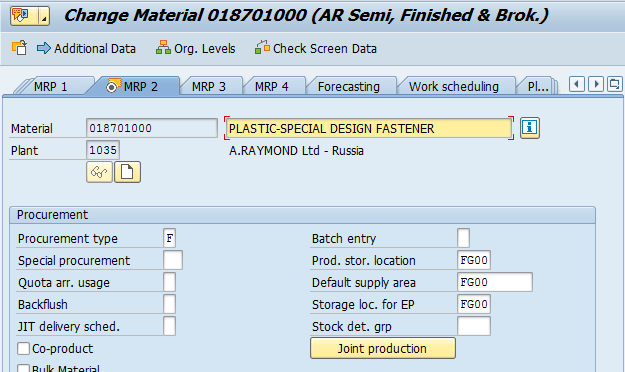 Change Material 018701000 (AR Semi, Finished & Brok.)
Additional Data Org. Levels Check Screen Data
MRP 1 MRP 2 MRP 3 MRP 4 Forecasting Work scheduling Pl...
Material 018701000 PLASTIC-SPECIAL DESIGN FASTENER
Plant 1035 A.RAYMOND Ltd - Russia
Procurement
Procurement type F Batch entry
Special procurement Prod. stor. location FG00
Quota arr. usage Default supply area FG00
Backflush Storage loc. for EP FG00
JIT delivery sched. Stock det. grp
Co-product Joint production
Bulk Material